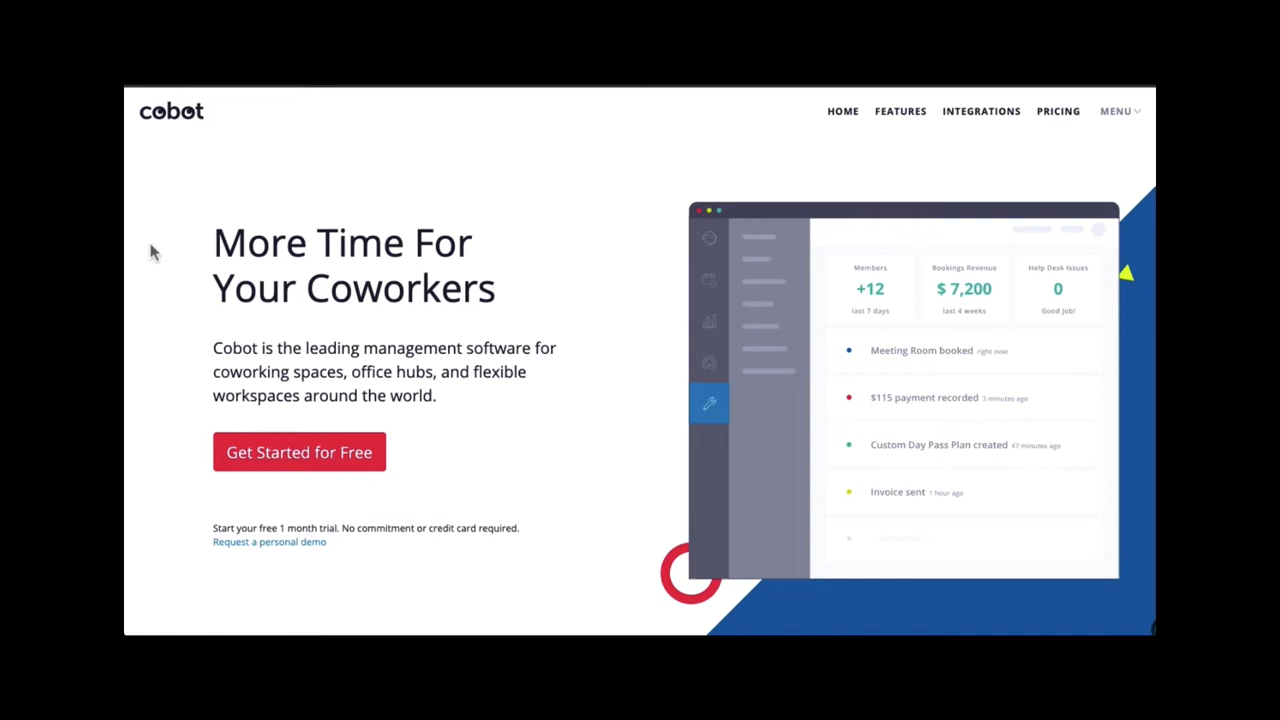 cobot
HOME FEATURES INTEGRATIONS PRICING MENU
More Time For
Your Coworkers
Cobot is the leading management software for
coworking spaces, office hubs, and flexible
workspaces around the world.
Get Started for Free
Start your free 1 month trial. No commitment or credit card required.
Request a personal demo
Members
+12
last 7 days
Bookings Revenue
$ 7,200
last 4 weeks
Help Desk Issues
0
Good Job!
Meeting Room booked right now
$115 payment recorded 3 minutes ago
Custom Day Pass Plan created 47 minutes ago
Invoice sent 1 hour ago